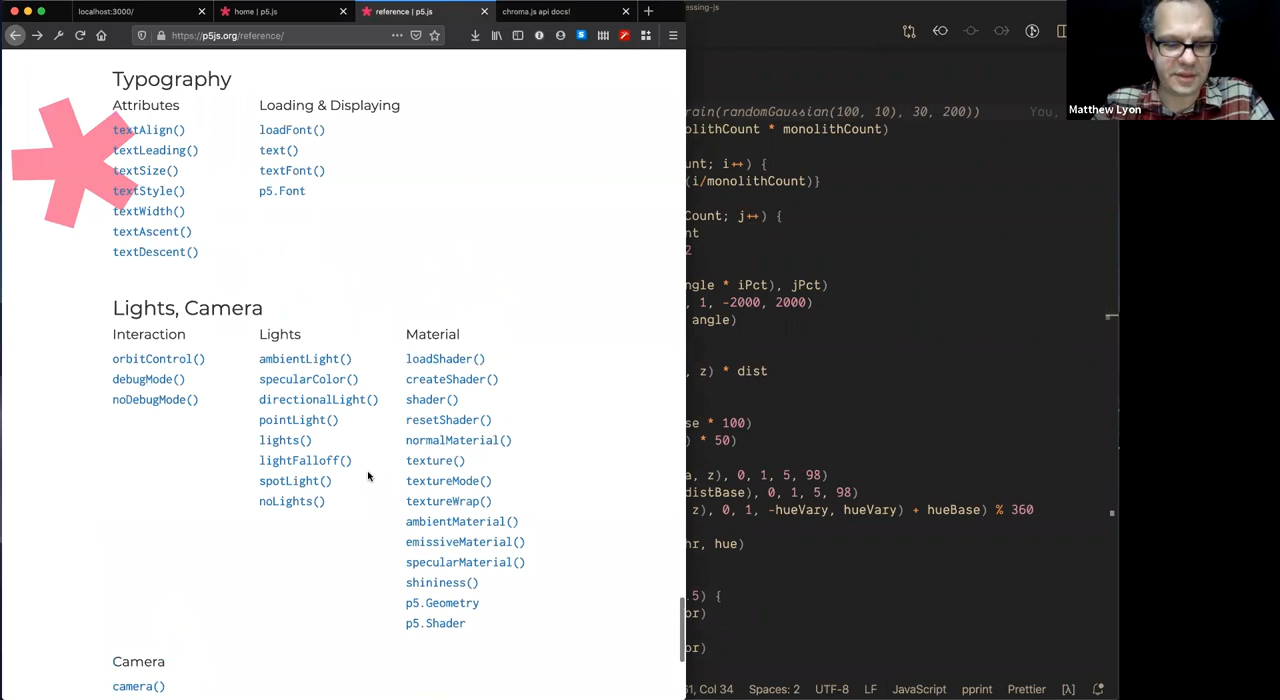 localhost:3000/
home | p5.js
reference | p5.js
chroma.js api docs!
essing-js
https://p5js.org/reference/
Matthew Lyon
Typography
Attributes
textAlign()
textLeading()
textSize()
textStyle()
textWidth()
textAscent()
textDescent()
Loading & Displaying
loadFont()
text()
textFont()
p5.Font
Lights, Camera
Interaction
orbitControl()
debugMode()
noDebugMode()
Lights
ambientLight()
specularColor()
directionalLight()
pointLight()
lights()
lightFalloff()
spotLight()
noLights()
Material
loadShader()
createShader()
shader()
resetShader()
normalMaterial()
texture()
textureMode()
textureWrap()
ambientMaterial()
emissiveMaterial()
specularMaterial()
shininess()
p5.Geometry
p5.Shader
Camera
camera()
rain(randomGaussian(100, 10), 30, 200)) You,
olithCount * monolithCount)
unt; i++) {
(i/monolithCount)}
Count; j++) {
nt
2
ngle * iPct), jPct)
, 1, -2000, 2000)
angle)
, z) * dist
se * 100)
) * 50)
a, z), 0, 1, 5, 98)
distBase), 0, 1, 5, 98)
z), 0, 1, -hueVary, hueVary) + hueBase) % 360
hr, hue)
.5) {
or)
or)
51, Col 34 Spaces: 2 UTF-8 LF JavaScript pprint Prettier [λ]